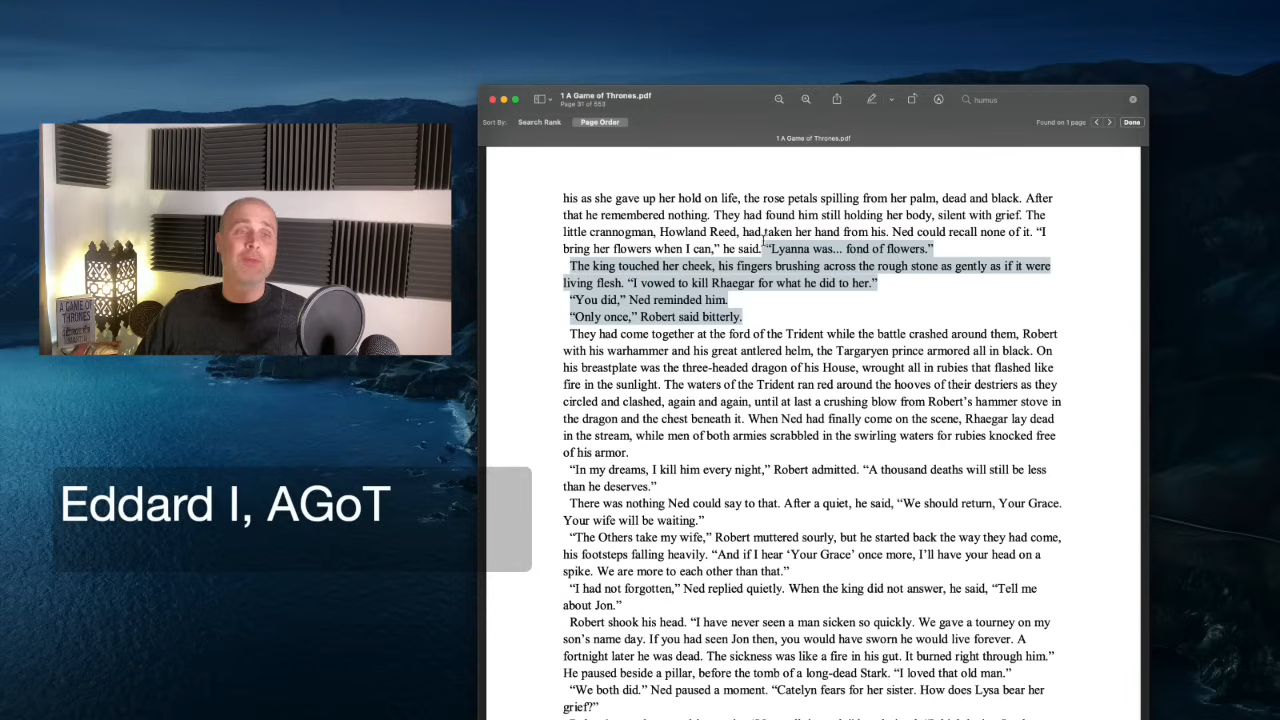 1 A Game of Thrones.pdf
Page 31 of 553
humus
Sort By: Search Rank Page Order
Found on 1 page
Done
1 A Game of Thrones.pdf
his as she gave up her hold on life, the rose petals spilling from her palm, dead and black. After
that he remembered nothing. They had found him still holding her body, silent with grief. The
little crannogman, Howland Reed, had taken her hand from his. Ned could recall none of it. “I
bring her flowers when I can,” he said. “Lyanna was... fond of flowers.”
The king touched her cheek, his fingers brushing across the rough stone as gently as if it were
living flesh. “I vowed to kill Rhaegar for what he did to her.”
“You did,” Ned reminded him.
“Only once,” Robert said bitterly.
They had come together at the ford of the Trident while the battle crashed around them, Robert
with his warhammer and his great antlered helm, the Targaryen prince armored all in black. On
his breastplate was the three-headed dragon of his House, wrought all in rubies that flashed like
fire in the sunlight. The waters of the Trident ran red around the hooves of their destriers as they
circled and clashed, again and again, until at last a crushing blow from Robert’s hammer stove in
the dragon and the chest beneath it. When Ned had finally come on the scene, Rhaegar lay dead
in the stream, while men of both armies scrabbled in the swirling waters for rubies knocked free
of his armor.
“In my dreams, I kill him every night,” Robert admitted. “A thousand deaths will still be less
than he deserves.”
There was nothing Ned could say to that. After a quiet, he said, “We should return, Your Grace.
Your wife will be waiting.”
“The Others take my wife,” Robert muttered sourly, but he started back the way they had come,
his footsteps falling heavily. “And if I hear ‘Your Grace’ once more, I’ll have your head on a
spike. We are more to each other than that.”
“I had not forgotten,” Ned replied quietly. When the king did not answer, he said, “Tell me
about Jon.”
Robert shook his head. “I have never seen a man sicken so quickly. We gave a tourney on my
son’s name day. If you had seen Jon then, you would have sworn he would live forever. A
fortnight later he was dead. The sickness was like a fire in his gut. It burned right through him.”
He paused beside a pillar, before the tomb of a long-dead Stark. “I loved that old man.”
“We both did.” Ned paused a moment. “Catelyn fears for her sister. How does Lysa bear her
grief?”
A GAME OF
THRONES
Eddard I, AGoT